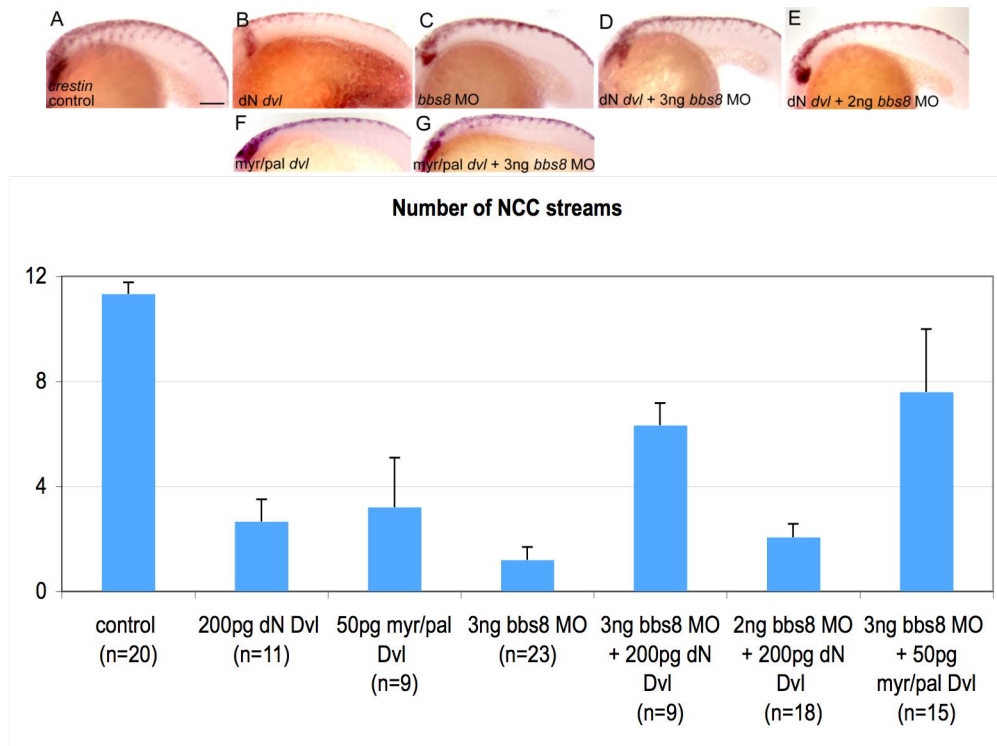 A
B
C
D
E
crestin
control
dN dvl
bbs8 MO
dN dvl + 3ng bbs8 MO
dN dvl + 2ng bbs8 MO
F
G
myr/pal dvl
myr/pal dvl + 3ng bbs8 MO
Number of NCC streams
12
8
4
0
control
(n=20)
200pg dN Dvl
(n=11)
50pg myr/pal
Dvl
(n=9)
3ng bbs8 MO
(n=23)
3ng bbs8 MO
+ 200pg dN
Dvl
(n=9)
2ng bbs8 MO
+ 200pg dN
Dvl
(n=18)
3ng bbs8 MO
+ 50pg
myr/pal Dvl
(n=15)